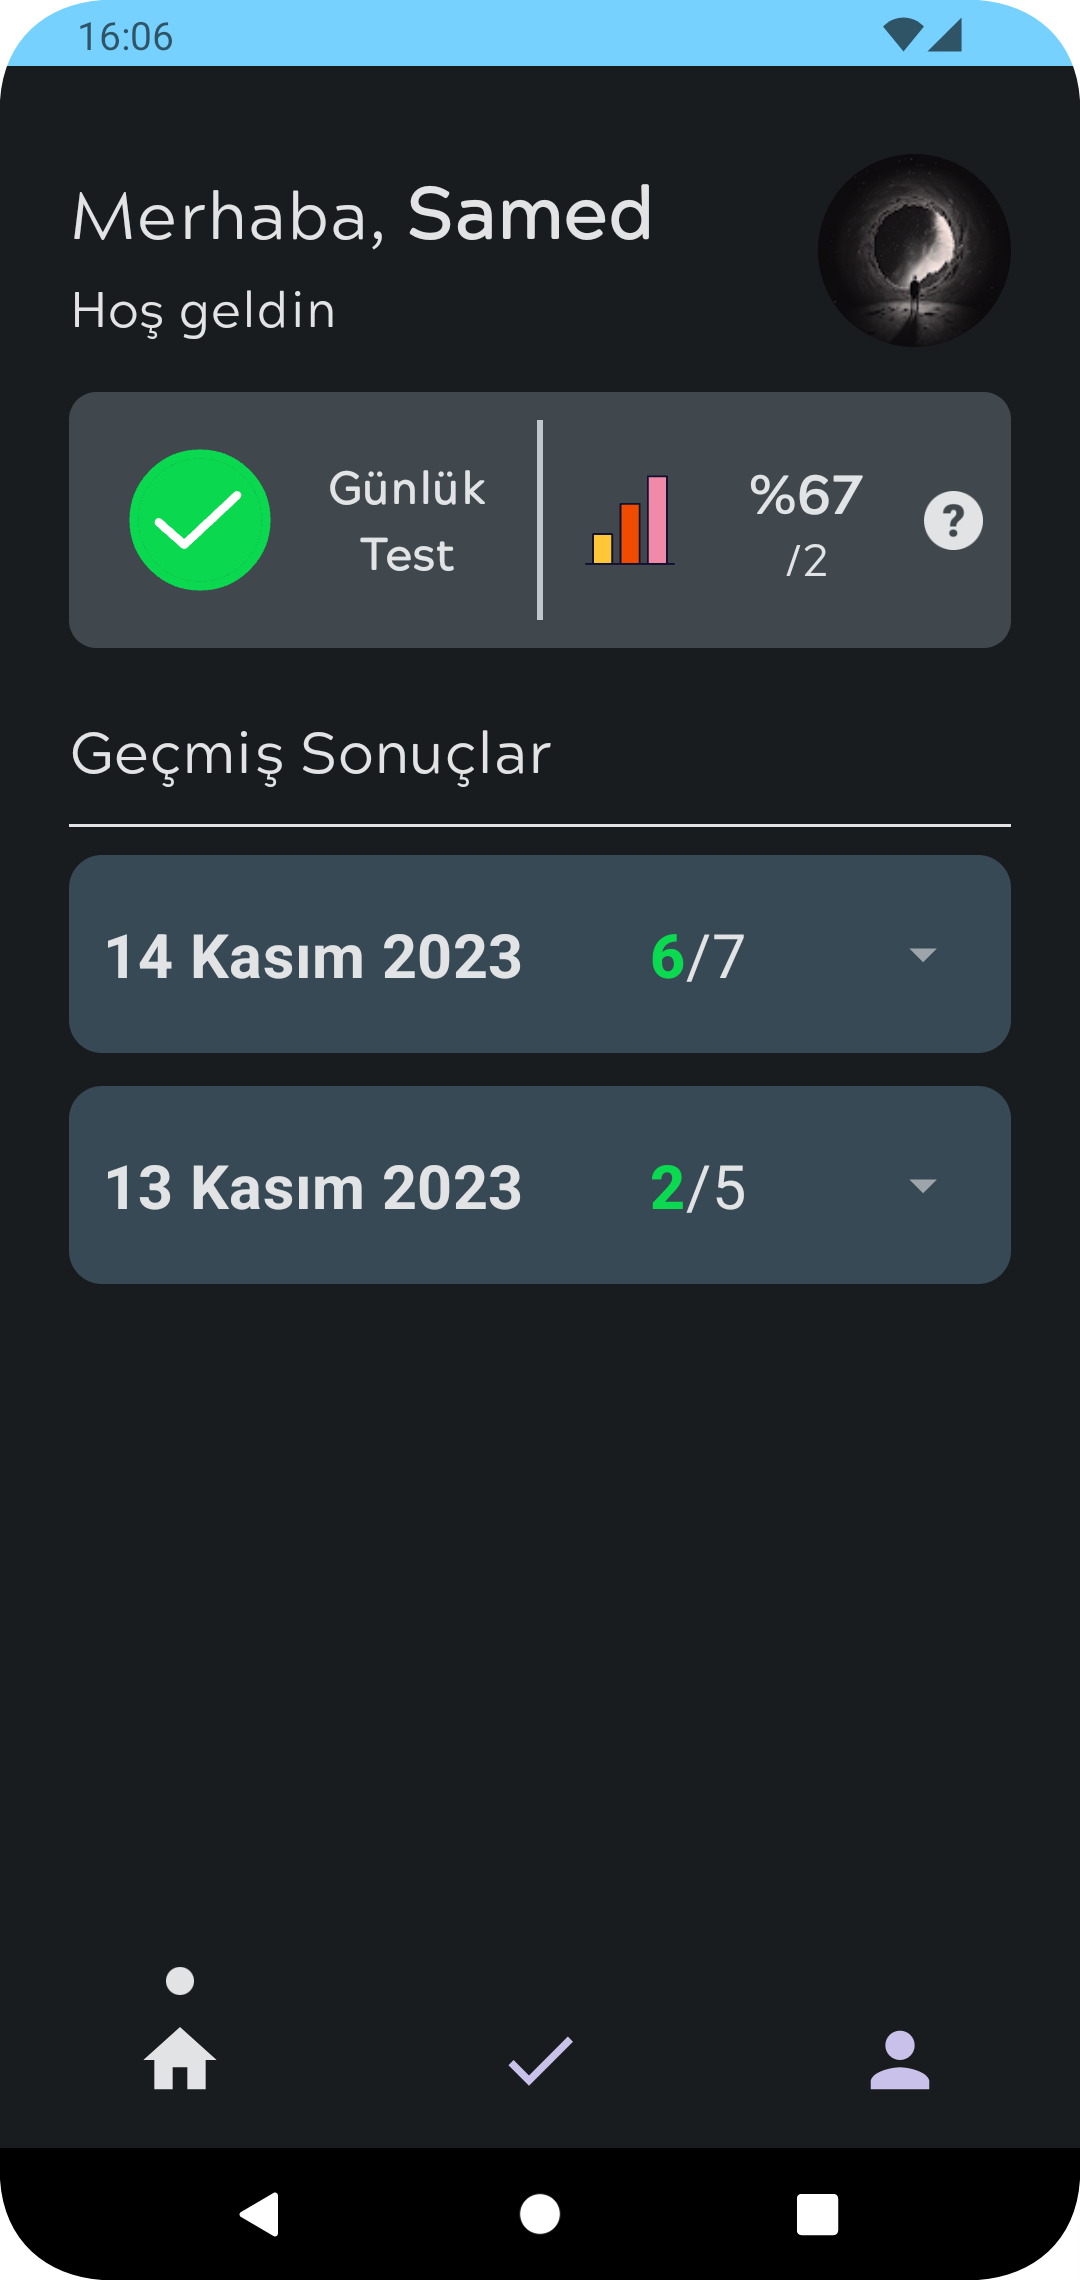 16:06
Merhaba, Samed
Hoş geldin
Günlük
Test
%67
/2
?
Geçmiş Sonuçlar
14 Kasım 2023 6/7
13 Kasım 2023 2/5